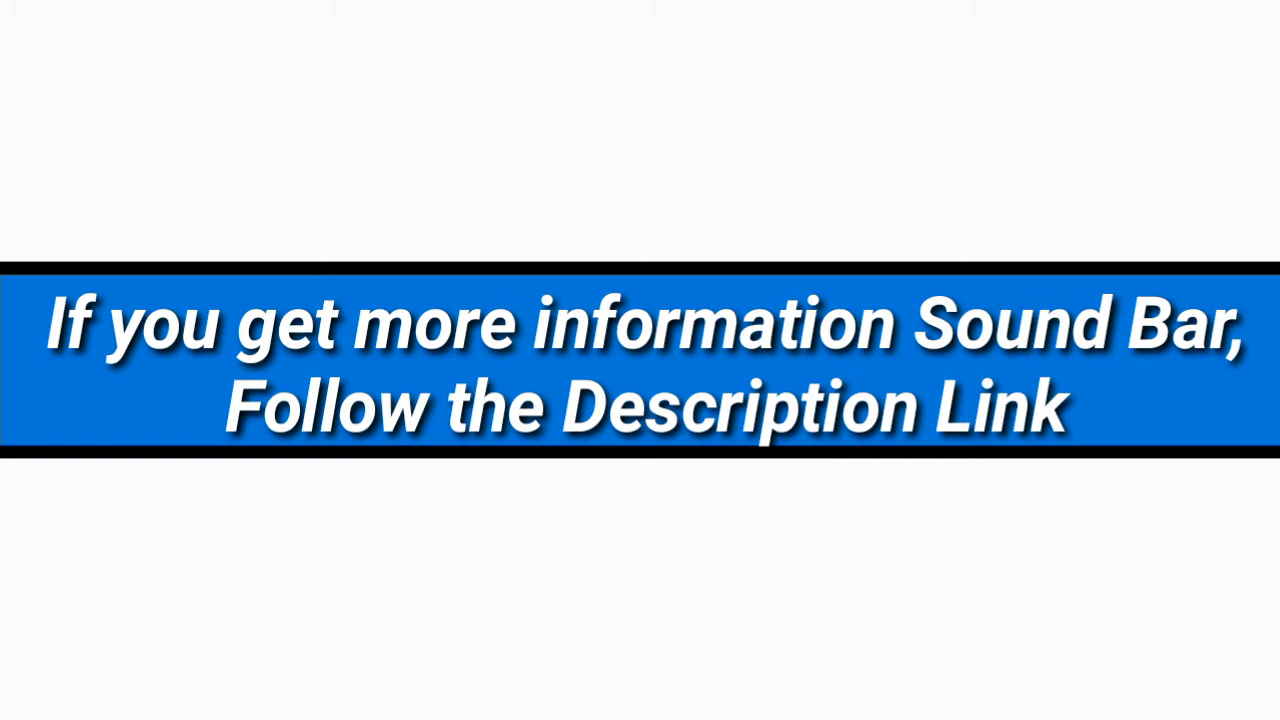 If you get more information Sound Bar,
Follow the Description Link